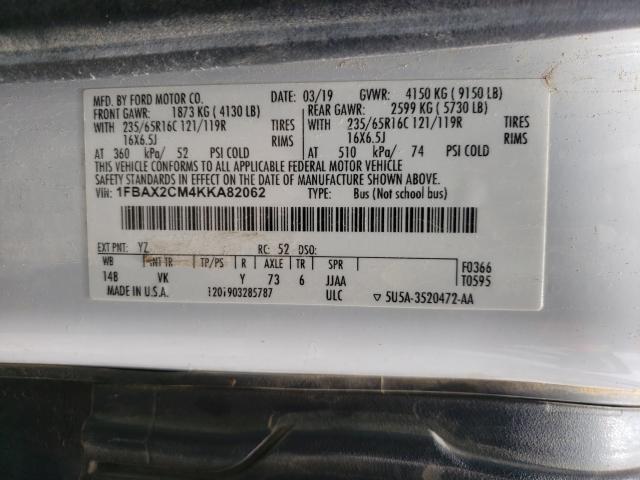 MFD. BY FORD MOTOR CO. 03/19 GVWR: 4150 KG ( 9150 LB)
FRONT GAWR: 1873 KG ( 4130 LB) REAR GAWR: 2599 KG ( 5730 LB)
WITH 235/65R16C 121/119R TIRES WITH 235/65R16C 121/119R TIRES
16X6.5J RIMS 16X6.5J RIMS
AT 360 kPa/ 52 PSI COLD AT 510 kPa/ 74 PSI COLD
THIS VEHICLE CONFORMS TO ALL APPLICABLE FEDERAL MOTOR VEHICLE
SAFETY STANDARDS IN EFFECT ON THE DATE OF MANUFACTURE SHOWN ABOVE.
VIN: 1FBAX2CM4KKA82062 TYPE: Bus (Not school bus)
EXT PNT: YZ RC: 52 DSO:
WB INT TR TP/PS R AXLE TR SPR F0366
14B VK Y 73 6 JJAA T0595
MADE IN U.S.A. 1201903285787 ULC ▽ 5U5A-3520472-AA